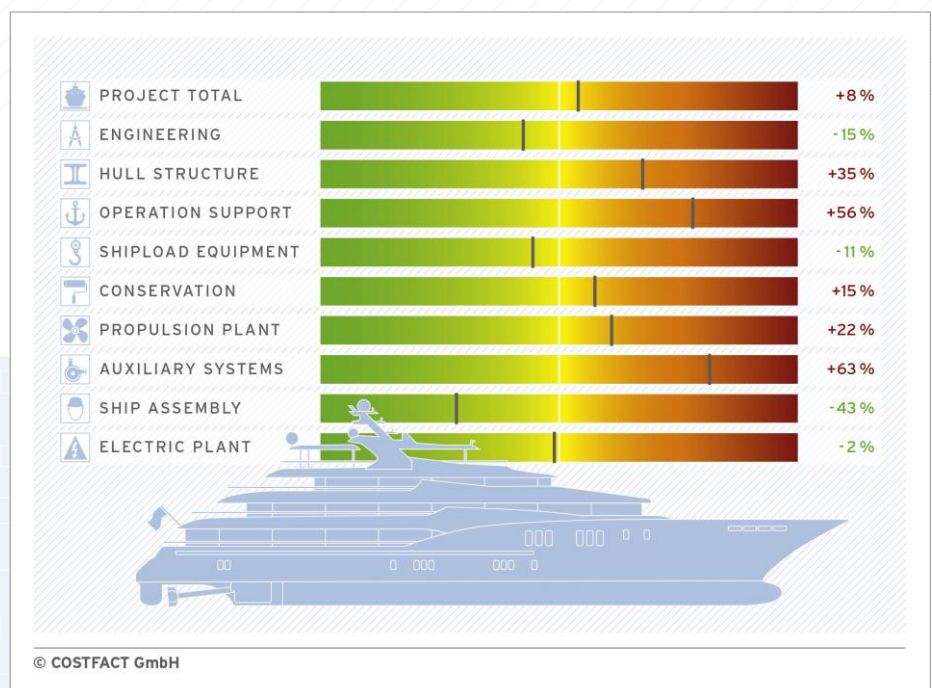 PROJECT TOTAL +8 %
ENGINEERING -15 %
HULL STRUCTURE +35 %
OPERATION SUPPORT +56 %
SHIPLOAD EQUIPMENT -11 %
CONSERVATION +15 %
PROPULSION PLANT +22 %
AUXILIARY SYSTEMS +63 %
SHIP ASSEMBLY -43 %
ELECTRIC PLANT -2 %
© COSTFACT GmbH